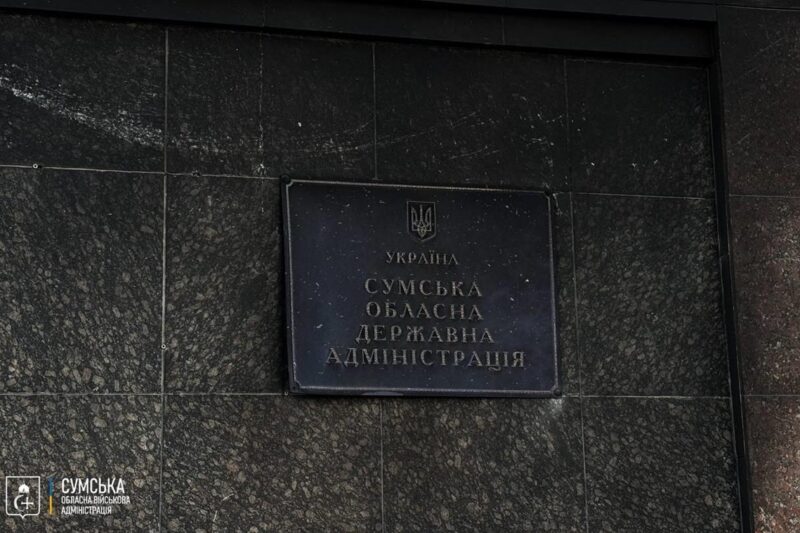 УКРАЇНА
СУМСЬКА
ОБЛАСНА
ДЕРЖАВНА
АДМІНІСТРАЦІЯ
СУМСЬКА
ОБЛАСНА ВІЙСЬКОВА
АДМІНІСТРАЦІЯ